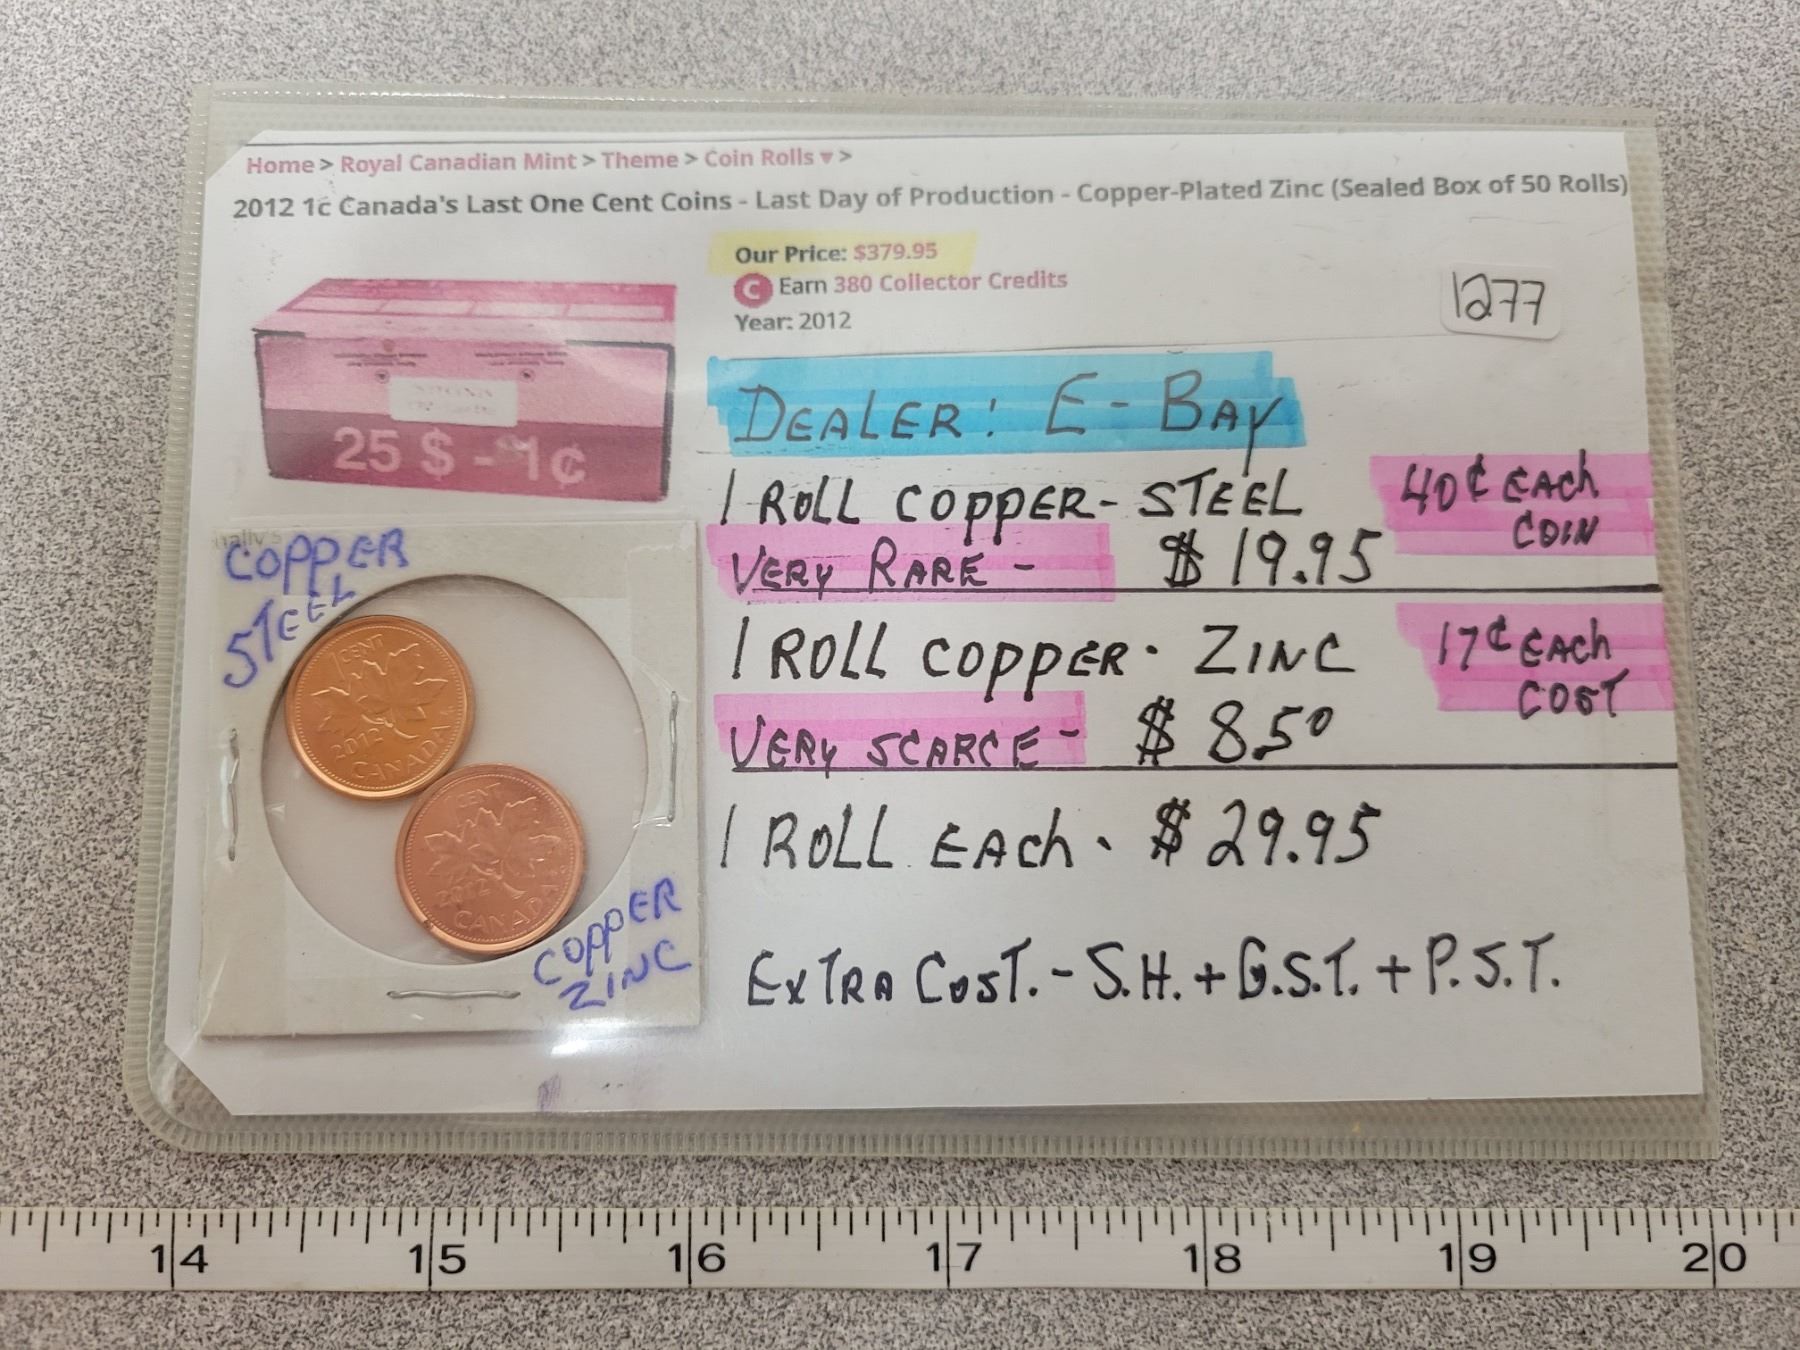 Home > Royal Canadian Mint > Theme > Coin Rolls ▼ >
2012 1c Canada's Last One Cent Coins - Last Day of Production - Copper-Plated Zinc (Sealed Box of 50 Rolls)
Our Price: $379.95
C Earn 380 Collector Credits
Year: 2012
1277
25 $ - 1¢
DEALER: E-BAY
1 ROLL COPPER-STEEL 40¢ EACH
COIN
VERY RARE - $19.95
1 ROLL COPPER - ZINC 17¢ EACH
COST
VERY SCARCE - $8.50
1 ROLL EACH - $29.95
EXTRA COST. - S.H. + G.S.T. + P.S.T.
COPPER
STEEL
1 CENT
2012
CANADA
1 CENT
2012
CANADA
COPPER
ZINC
14 15 16 17 18 19 20